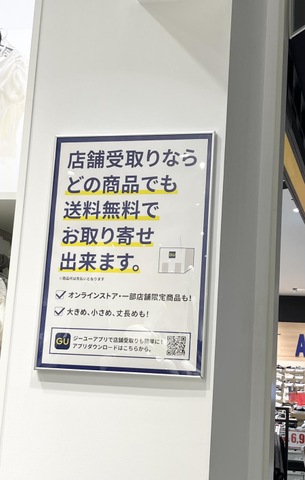 店舗受取りなら
どの商品でも
送料無料で
お取り寄せ
出来ます。
オンラインストア・一部店舗限定商品も!
大きめ、小さめ、丈長めも!
GU
ジーユーアプリで店舗受取りも簡単に!
アプリダウンロードはこちらから。
GU